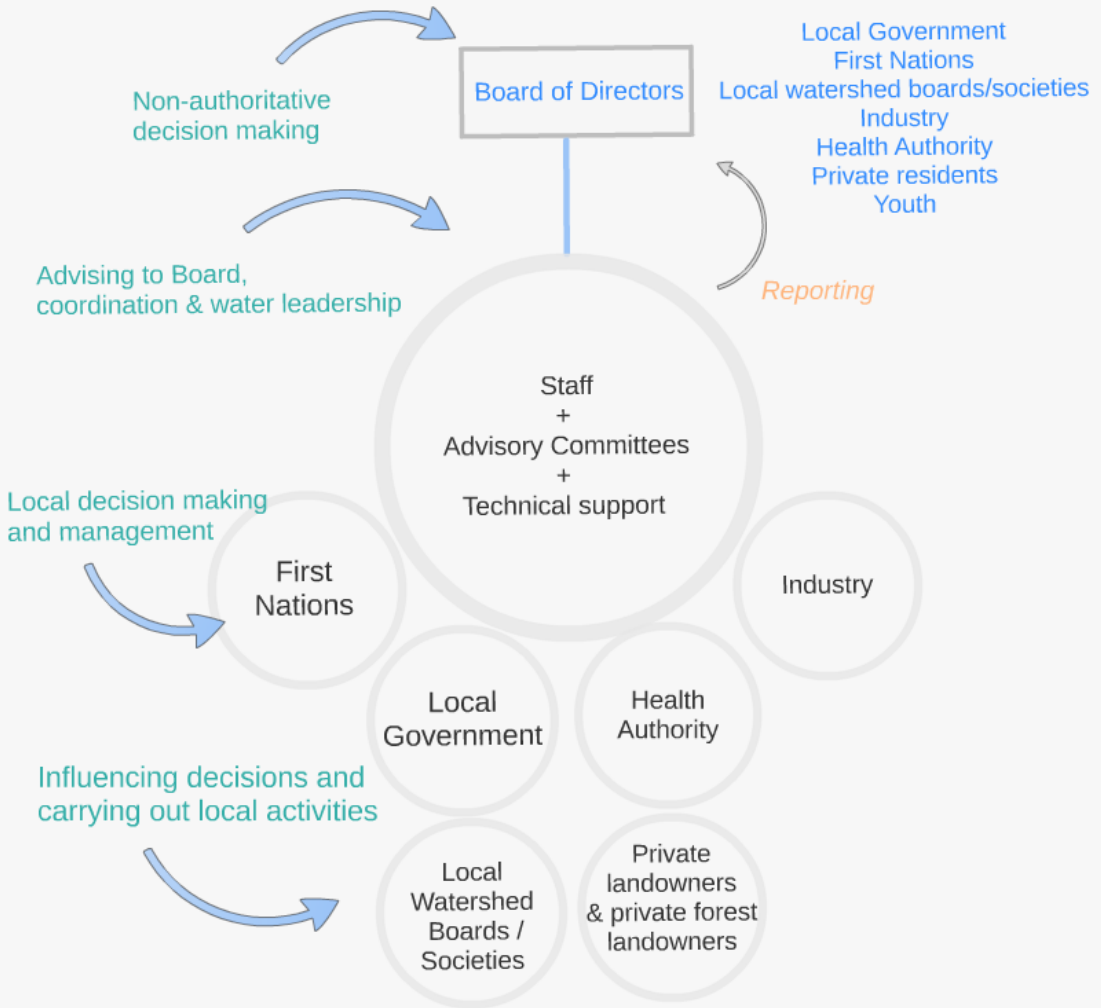 Local Government
First Nations
Local watershed boards/societies
Industry
Health Authority
Private residents
Youth
Board of Directors
Non-authoritative
decision making
Advising to Board,
coordination & water leadership
Reporting
Staff
+
Advisory Committees
+
Technical support
Local decision making
and management
First
Nations
Industry
Local
Government
Health
Authority
Influencing decisions and
carrying out local activities
Local
Watershed
Boards /
Societies
Private
landowners
& private forest
landowners